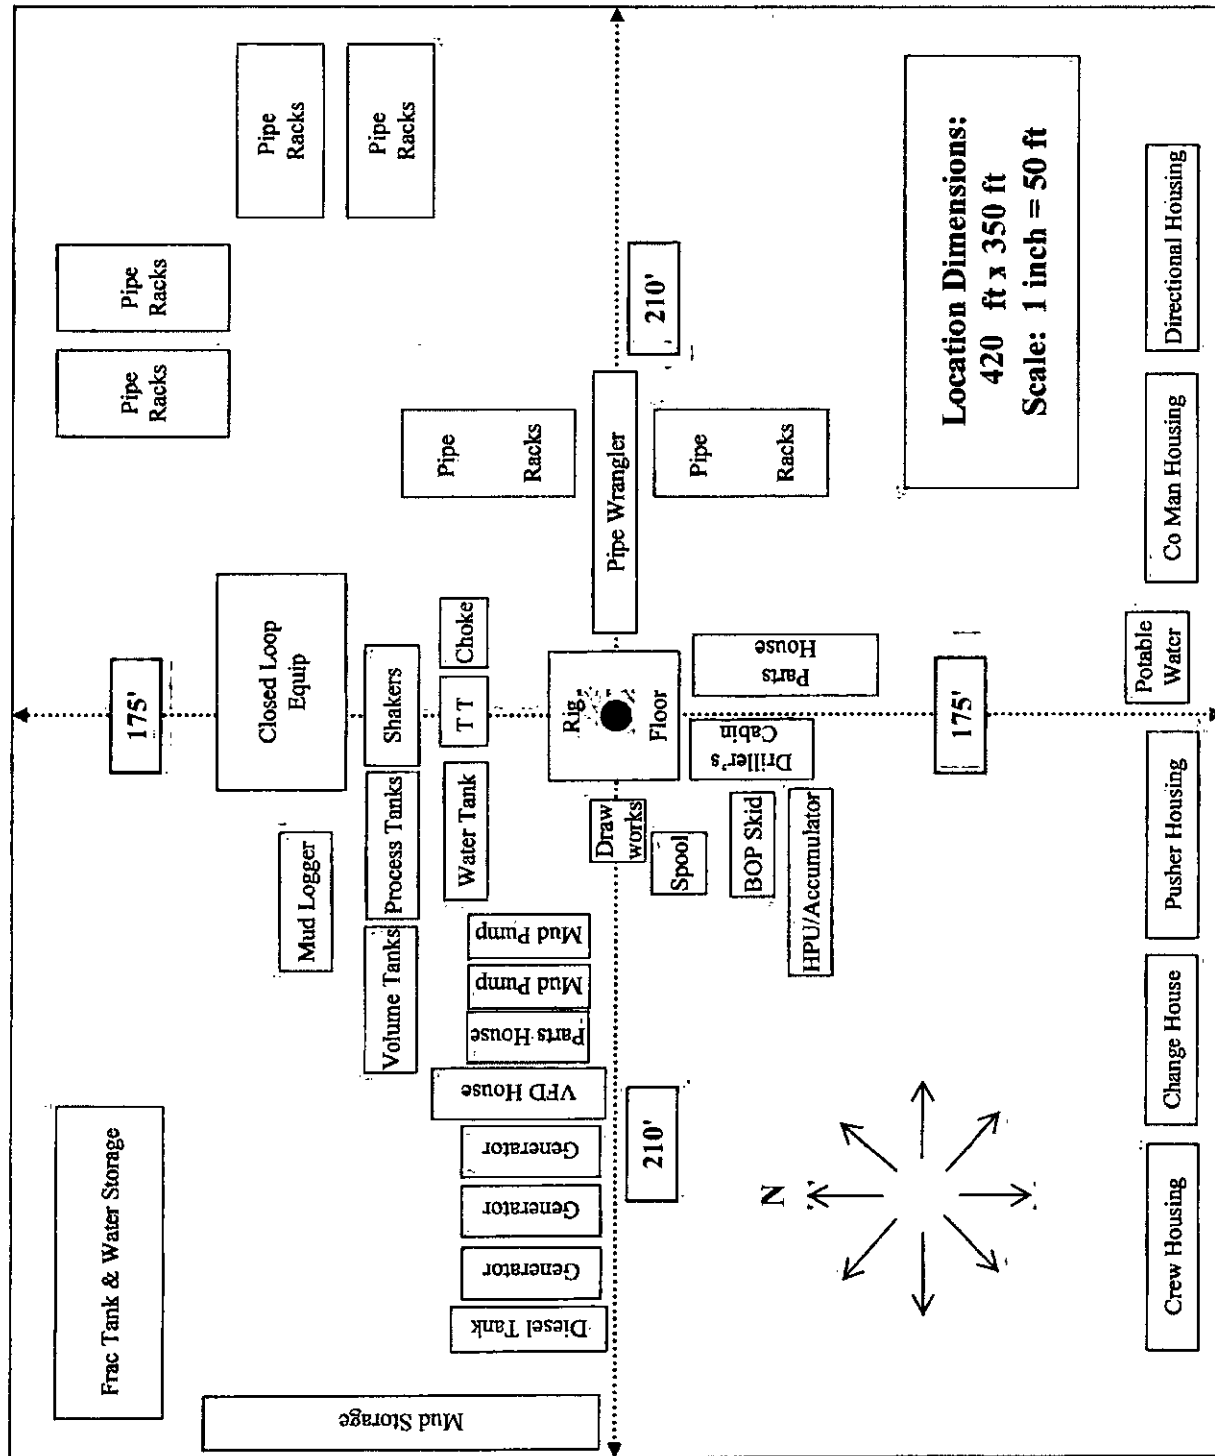 Frac Tank & Water Storage
Pipe
Racks
Pipe
Racks
175'
Pipe
Racks
Closed Loop
Equip
Mud Logger
Pipe
Racks
Mud Storage
Volume Tanks
Process Tanks
Shakers
Water Tank
T T
Choke
Pipe
Racks
Diesel Tank
Generator
Generator
Generator
VFD House
Parts House
Mud Pump
Mud Pump
Draw
works
Rig
Floor
Pipe Wrangler
210'
Spool
210'
Pipe
Racks
BOP Skid
Driller's
Cabin
Parts
House
HPU/Accumulator
N
175'
Location Dimensions:
420 ft x 350 ft
Scale: 1 inch = 50 ft
Crew Housing
Change House
Pusher Housing
Potable
Water
Co Man Housing
Directional Housing